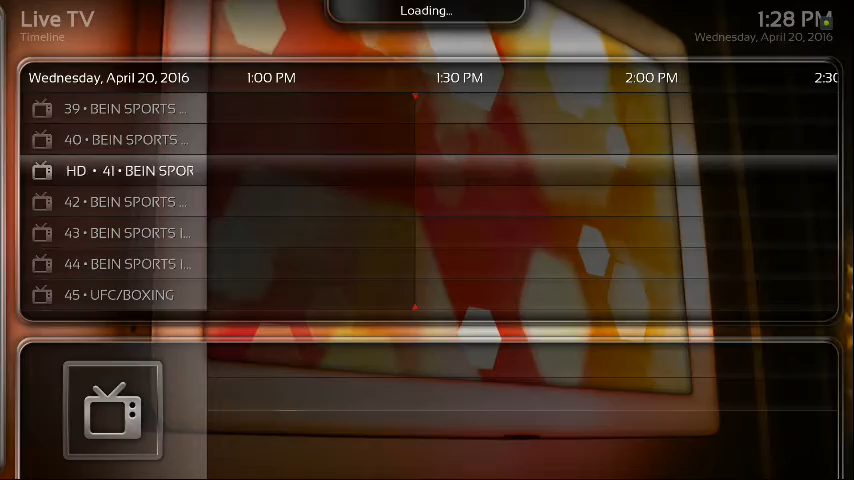 Loading...
Live TV
Timeline
1:28 PM
Wednesday, April 20, 2016
Wednesday, April 20, 2016 1:00 PM 1:30 PM 2:00 PM 2:30
39 • BEIN SPORTS ...
40 • BEIN SPORTS ...
HD • 41 • BEIN SPOR
42 • BEIN SPORTS ...
43 • BEIN SPORTS I...
44 • BEIN SPORTS I...
45 • UFC/BOXING